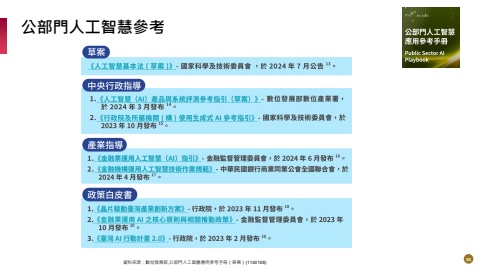 公部門人工智慧參考
公部門人工智慧
應用參考手冊
Public Sector AI
Playbook
草案
《人工智慧基本法（草案）》- 國家科學及技術委員會，於 2024 年 7 月公告 13。
中央行政指導
1.《人工智慧（AI）產品與系統評測參考指引（草案）》- 數位發展部數位產業署，
於 2024 年 3 月發布 14。
2.《行政院及所屬機關（構）使用生成式 AI 參考指引》- 國家科學及技術委員會，於
2023 年 10 月發布 15。
產業指導
1.《金融業運用人工智慧（AI）指引》- 金融監督管理委員會，於 2024 年 6 月發布 16。
2.《金融機構運用人工智慧技術作業規範》- 中華民國銀行商業同業公會全國聯合會，於
2024 年 4 月發布 17。
政策白皮書
1.《晶片驅動臺灣產業創新方案》- 行政院，於 2023 年 11 月發布 18。
2.《金融業運用 AI 之核心原則與相關推動政策》- 金融監督管理委員會，於 2023 年
10 月發布 19。
3.《臺灣 AI 行動計畫 2.0》- 行政院，於 2023 年 2 月發布 20。
資料來源：數位發展部,公部門人工智慧應用參考手冊（草案）(1140108)